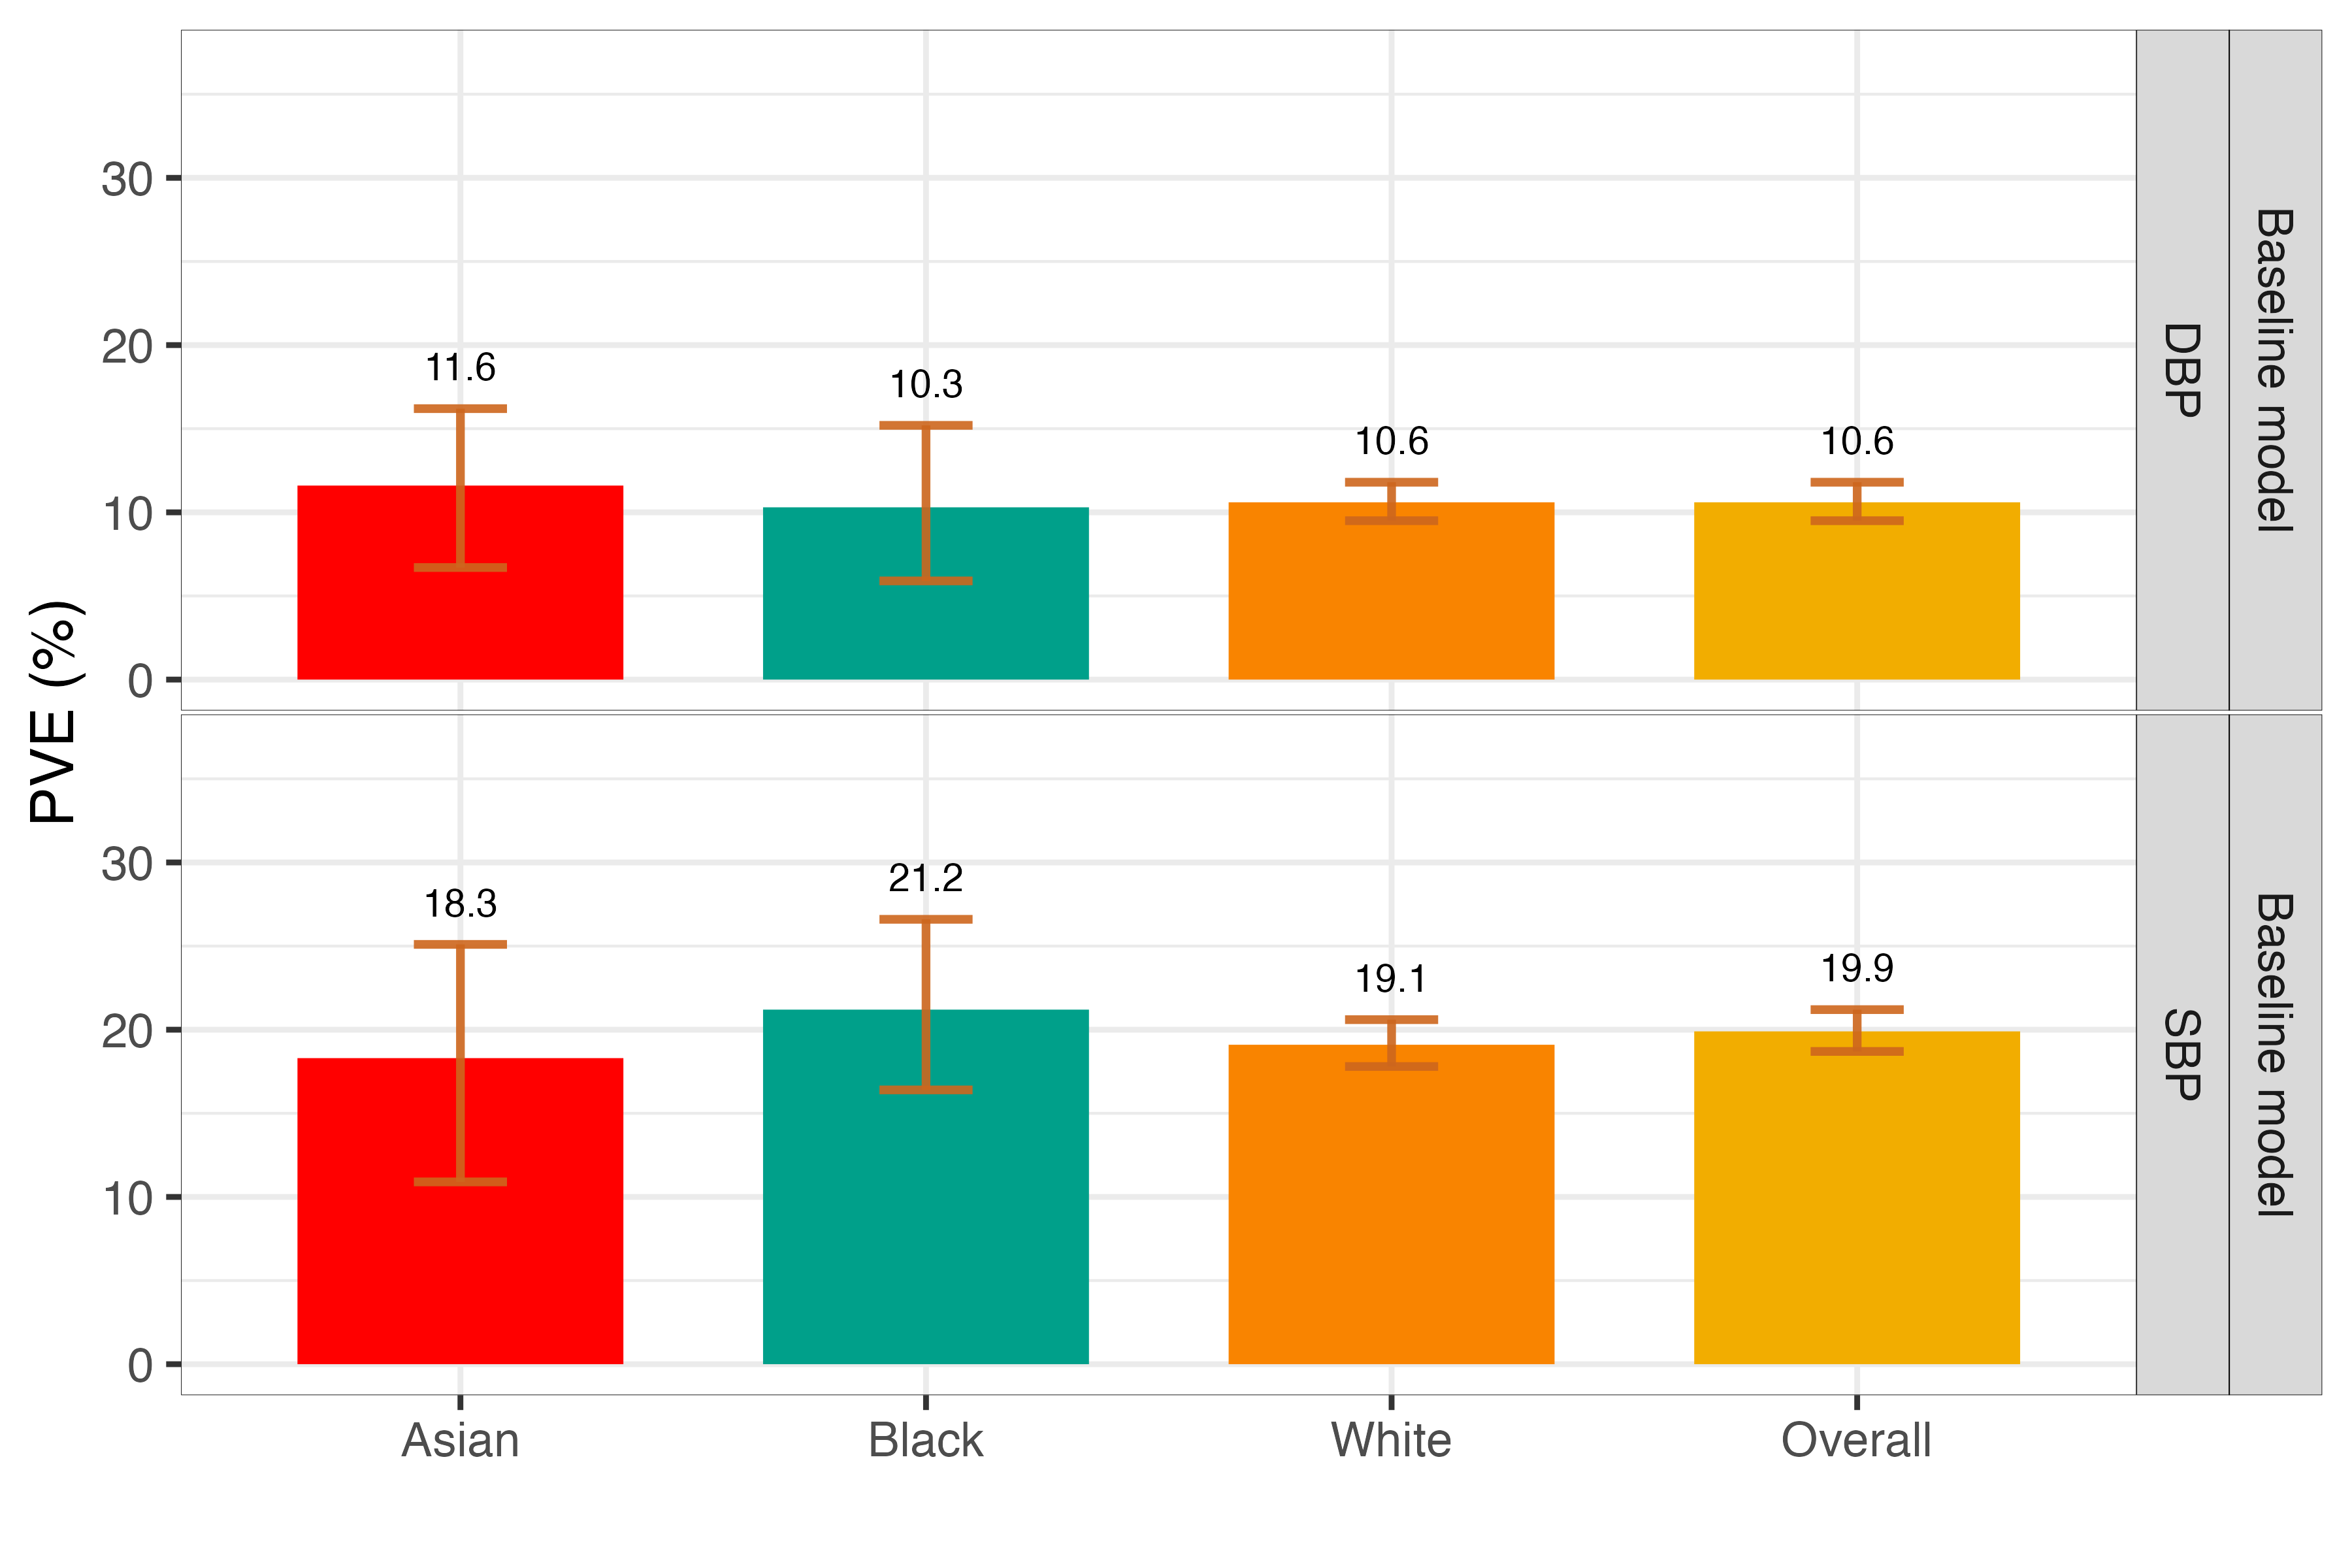 PVE (%)
30
20
10
0
11.6
10.3
10.6
10.6
DBP
Baseline model
30
20
10
0
18.3
21.2
19.1
19.9
SBP
Baseline model
Asian
Black
White
Overall